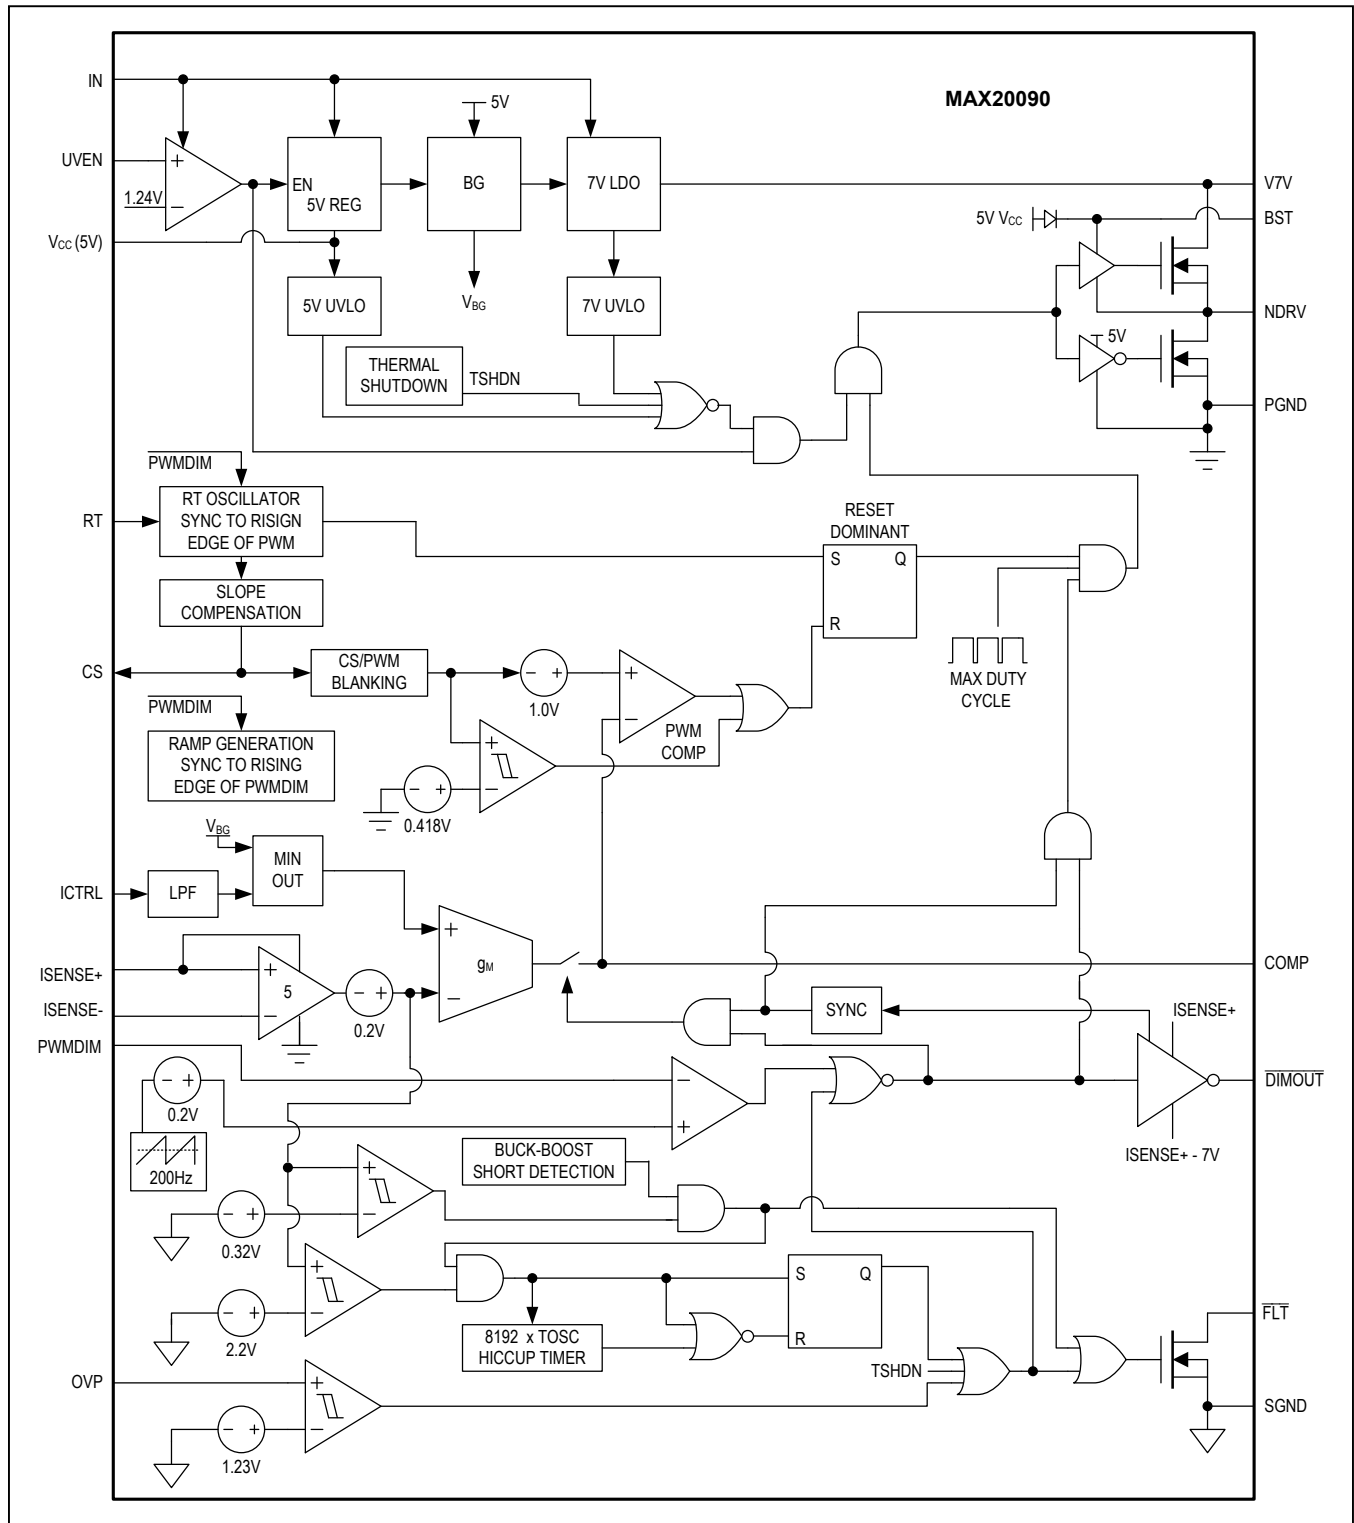 MAX20090
IN
5V
UVEN
+
1.24V
−
EN
5V REG
BG
7V LDO
V7V
5V VCC
BST
VCC (5V)
5V UVLO
VBG
7V UVLO
NDRV
5V
THERMAL
SHUTDOWN
TSHDN
PGND
PWMDIM
RT
RT OSCILLATOR
SYNC TO RISIGN
EDGE OF PWM
RESET
DOMINANT
S
Q
R
SLOPE
COMPENSATION
CS
CS/PWM
BLANKING
− +
1.0V
+
−
PWM
COMP
MAX DUTY
CYCLE
PWMDIM
RAMP GENERATION
SYNC TO RISING
EDGE OF PWMDIM
+
−
− +
0.418V
VBG
MIN
OUT
ICTRL
LPF
+
gM
−
COMP
ISENSE+
+
5
−
− +
0.2V
ISENSE-
SYNC
ISENSE+
PWMDIM
− +
0.2V
−
+
DIMOUT
200Hz
BUCK-BOOST
SHORT DETECTION
ISENSE+ - 7V
+
−
− +
0.32V
+
−
− +
2.2V
S
Q
R
8192 x TOSC
HICCUP TIMER
FLT
TSHDN
OVP
+
−
− +
1.23V
SGND